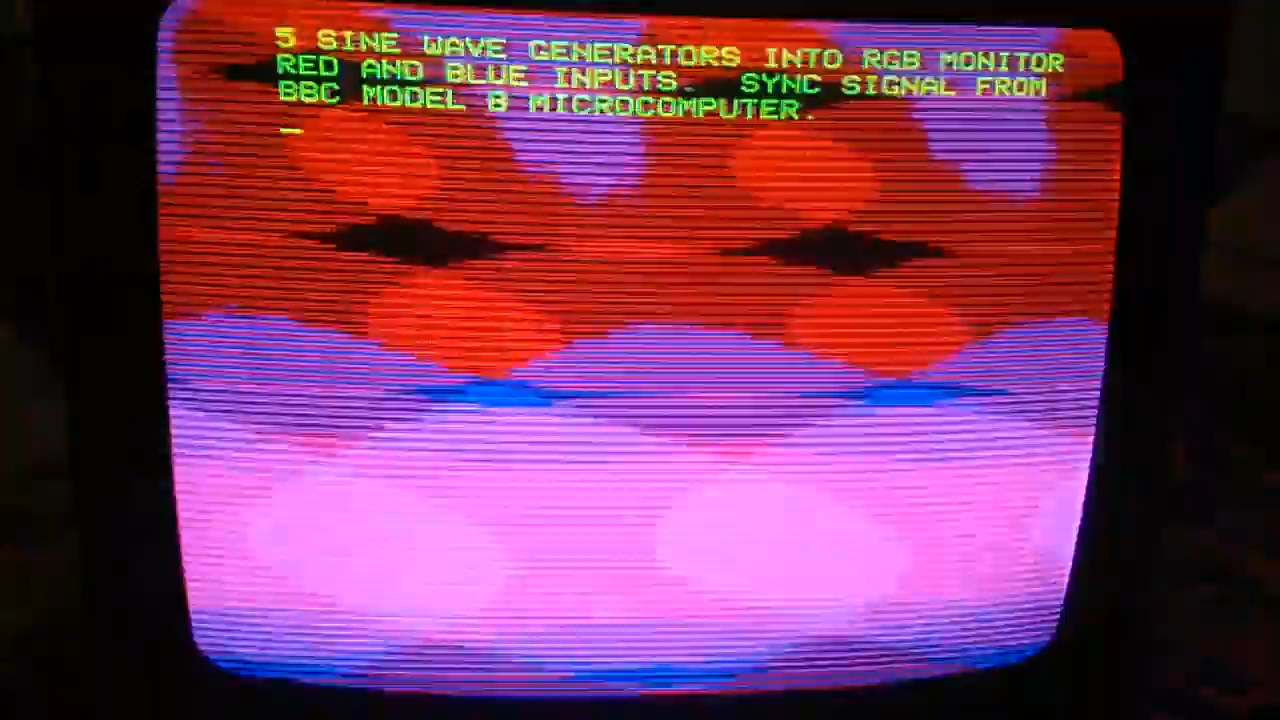 5 SINE WAVE GENERATORS INTO RGB MONITOR
RED AND BLUE INPUTS.  SYNC SIGNAL FROM
BBC MODEL B MICROCOMPUTER.
_